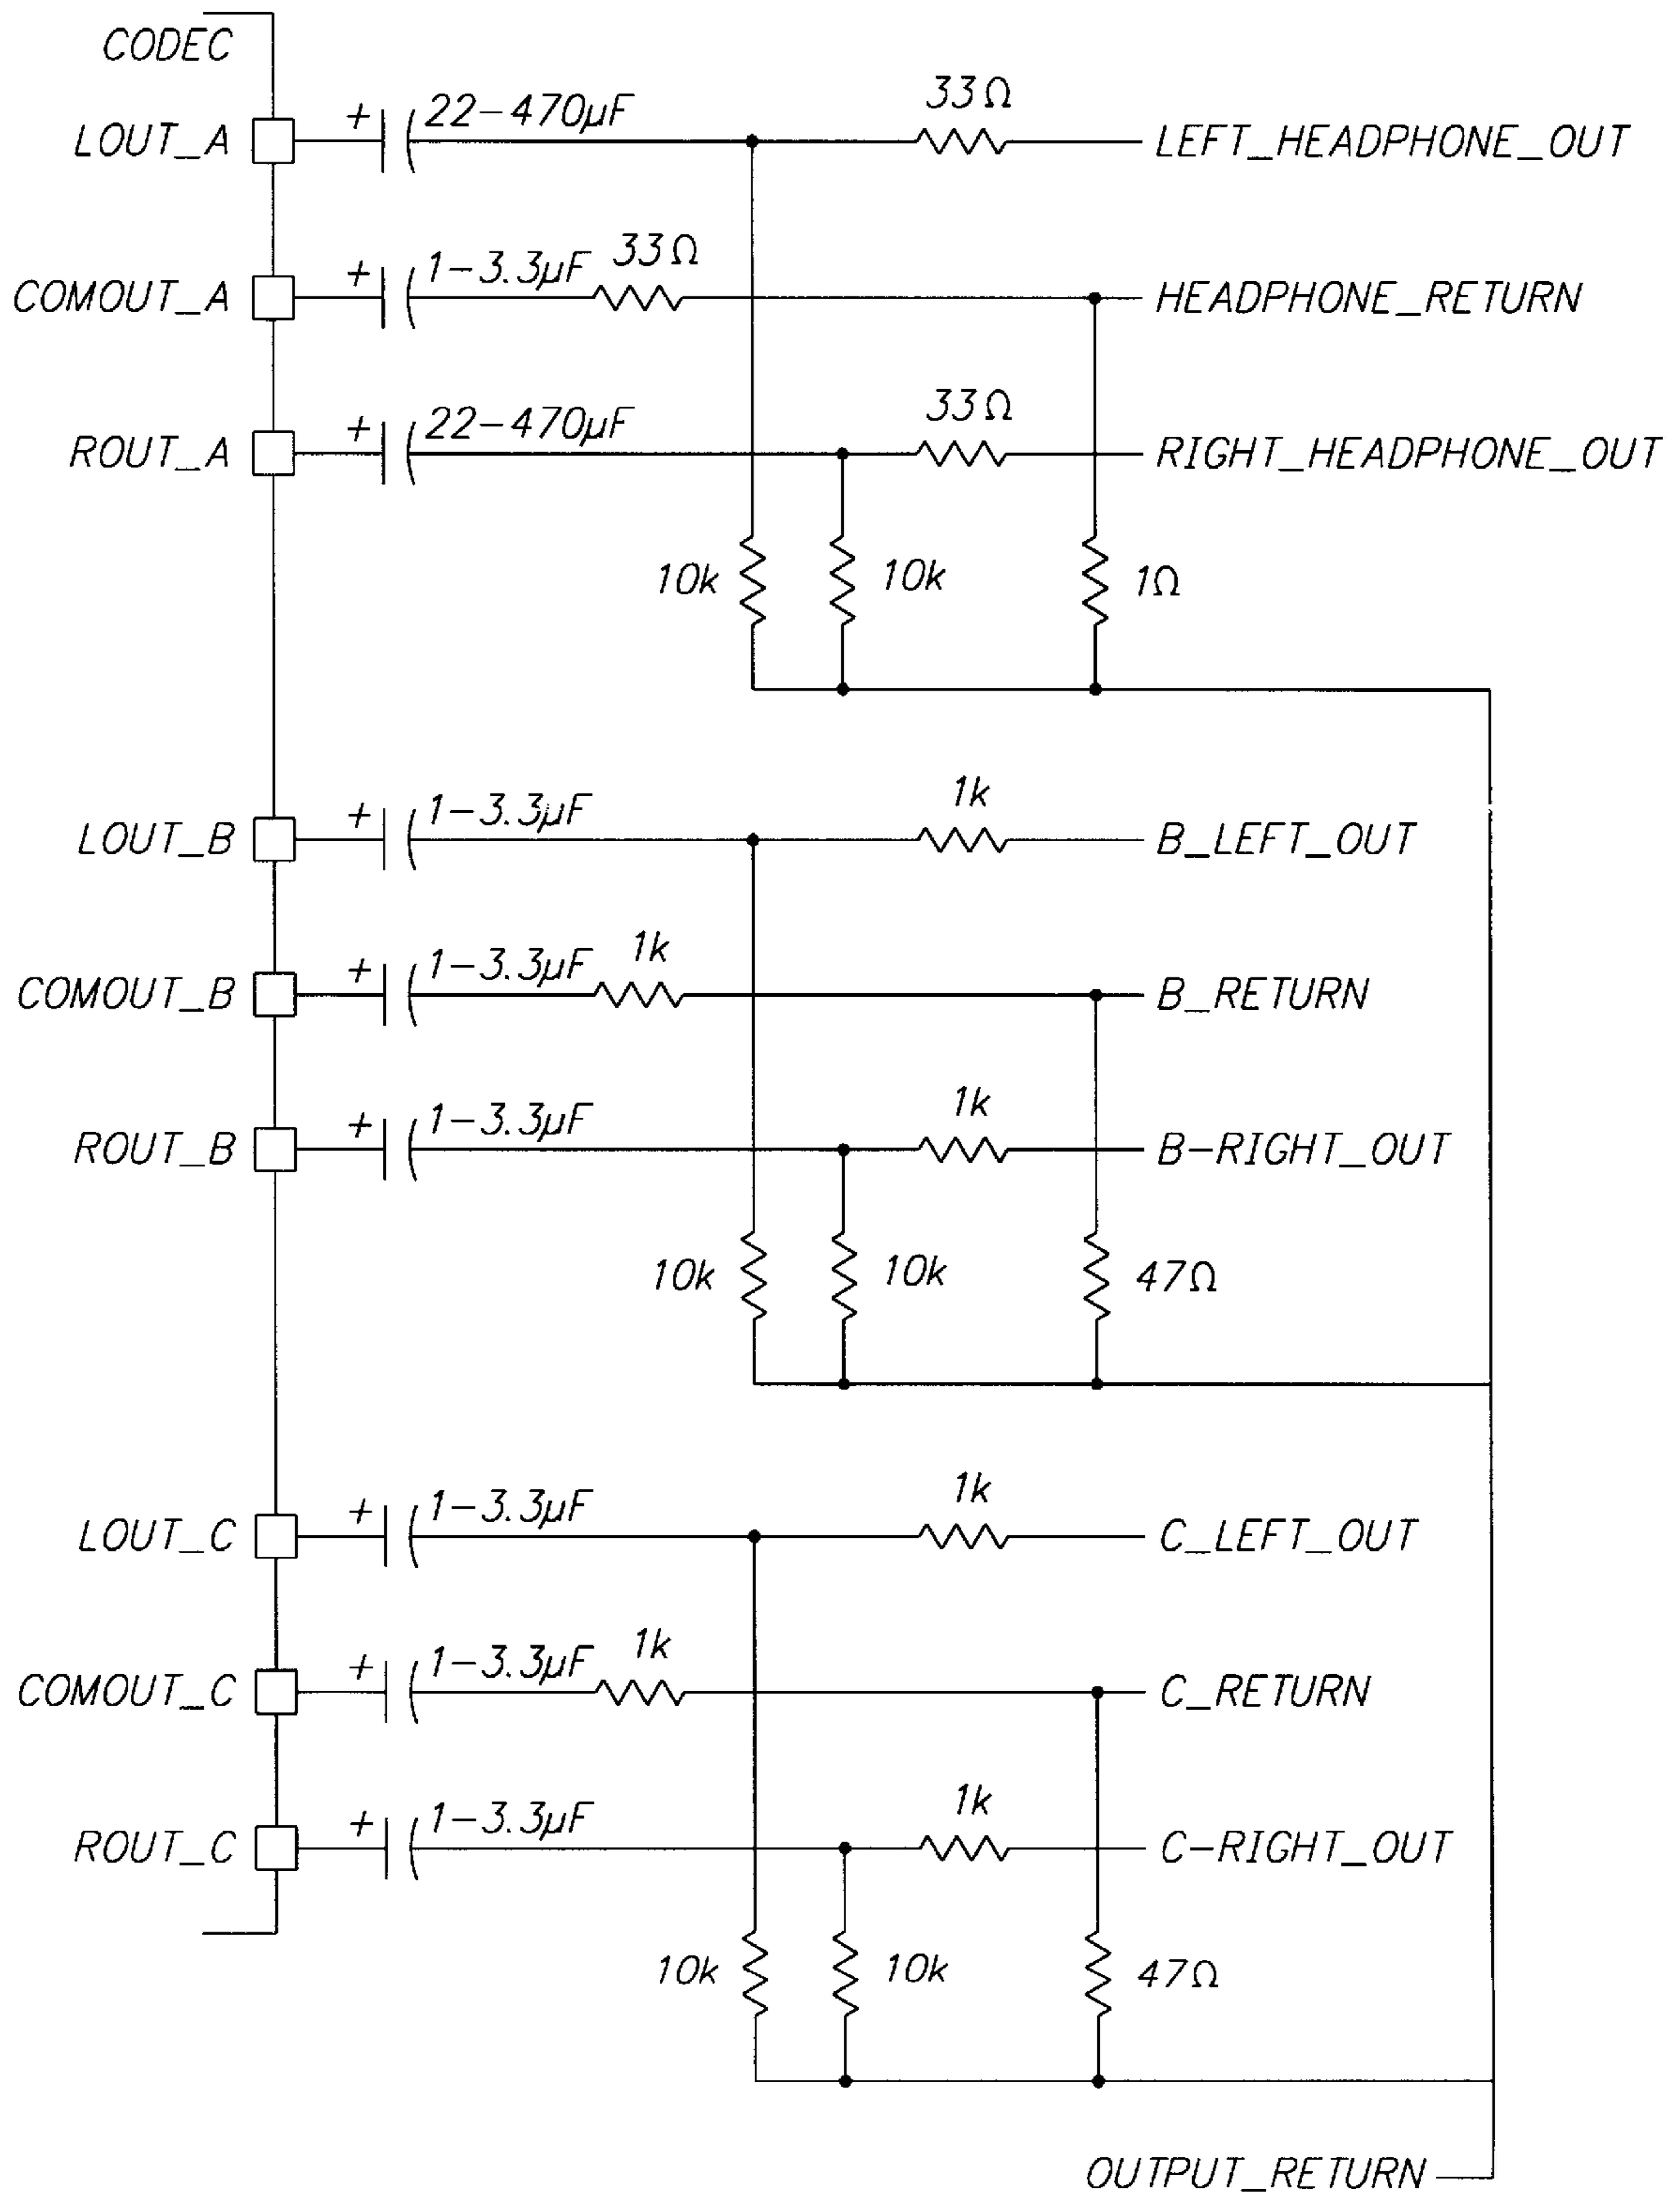 CODEC
33Ω
LOUT_A + 22-470µF LEFT_HEADPHONE_OUT
33Ω
COMOUT_A + 1-3.3µF HEADPHONE_RETURN
33Ω
ROUT_A + 22-470µF RIGHT_HEADPHONE_OUT
10k 10k 1Ω
1k
LOUT_B + 1-3.3µF B_LEFT_OUT
1k
COMOUT_B + 1-3.3µF B_RETURN
1k
ROUT_B + 1-3.3µF B-RIGHT_OUT
10k 10k 47Ω
1k
LOUT_C + 1-3.3µF C_LEFT_OUT
1k
COMOUT_C + 1-3.3µF C_RETURN
1k
ROUT_C + 1-3.3µF C-RIGHT_OUT
10k 10k 47Ω
OUTPUT_RETURN